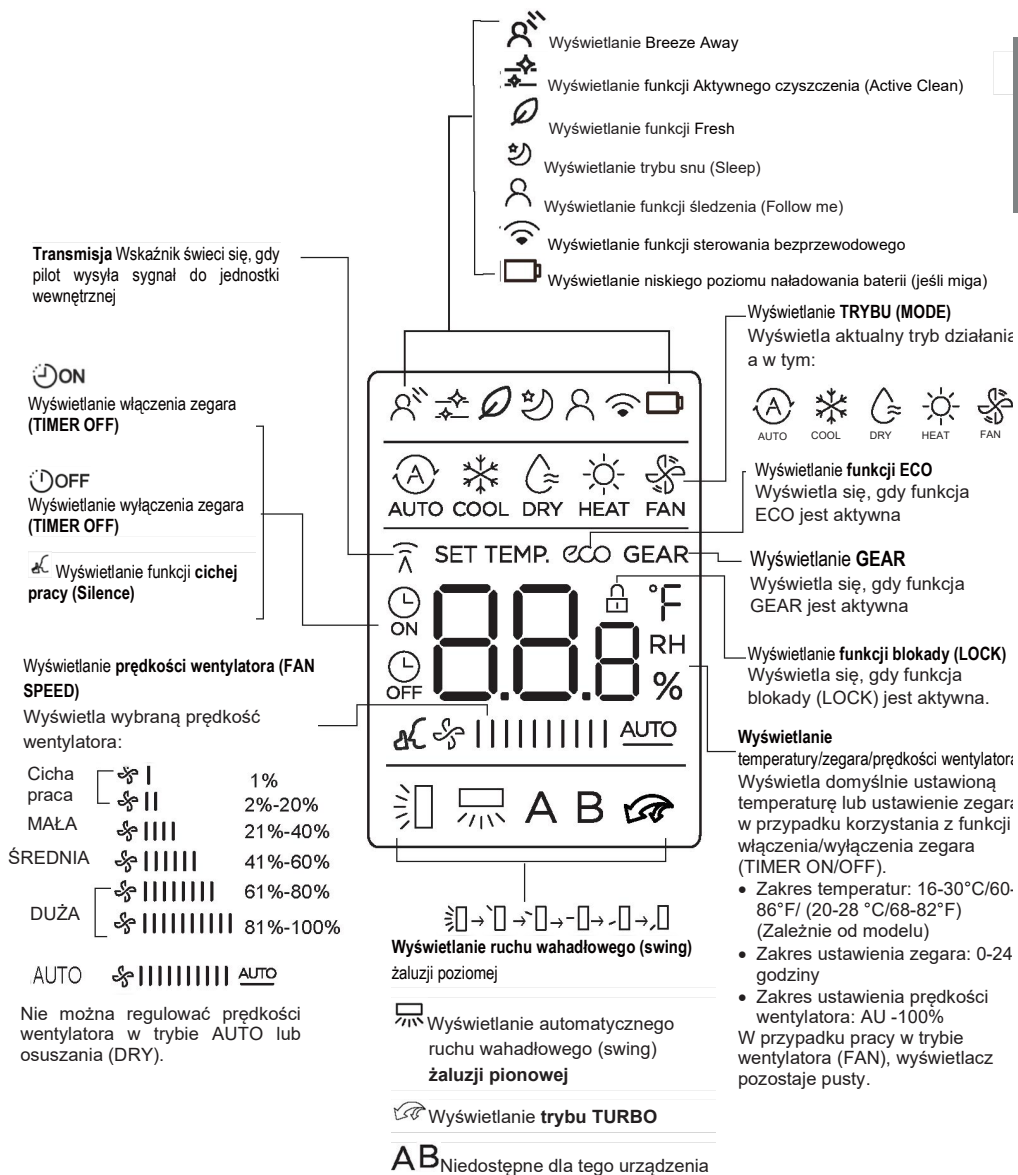 Wyświetlanie Breeze Away
Wyświetlanie funkcji Aktywnego czyszczenia (Active Clean)
Wyświetlanie funkcji Fresh
Wyświetlanie trybu snu (Sleep)
Wyświetlanie funkcji śledzenia (Follow me)
Wyświetlanie funkcji sterowania bezprzewodowego
Wyświetlanie niskiego poziomu naładowania baterii (jeśli miga)
Transmisja Wskaźnik świeci się, gdy
pilot wysyła sygnał do jednostki
wewnętrznej
ON
Wyświetlanie włączenia zegara
(TIMER OFF)
OFF
Wyświetlanie wyłączenia zegara
(TIMER OFF)
Wyświetlanie funkcji cichej
pracy (Silence)
Wyświetlanie prędkości wentylatora (FAN
SPEED)
Wyświetla wybraną prędkość
wentylatora:
Cicha
praca
1%
2%-20%
MAŁA 21%-40%
ŚREDNIA 41%-60%
DUŻA
61%-80%
81%-100%
AUTO AUTO
Nie można regulować prędkości
wentylatora w trybie AUTO lub
osuszania (DRY).
A
AUTO COOL DRY HEAT FAN
SET TEMP. eco GEAR
ON
OFF
88.8
°F
RH
%
AUTO
A B
Wyświetlanie ruchu wahadłowego (swing)
żaluzji poziomej
Wyświetlanie automatycznego
ruchu wahadłowego (swing)
żaluzji pionowej
Wyświetlanie trybu TURBO
AB Niedostępne dla tego urządzenia
Wyświetlanie TRYBU (MODE)
Wyświetla aktualny tryb działania
a w tym:
A
AUTO COOL DRY HEAT FAN
Wyświetlanie funkcji ECO
Wyświetla się, gdy funkcja
ECO jest aktywna
Wyświetlanie GEAR
Wyświetla się, gdy funkcja
GEAR jest aktywna
Wyświetlanie funkcji blokady (LOCK)
Wyświetla się, gdy funkcja
blokady (LOCK) jest aktywna.
Wyświetlanie
temperatury/zegara/prędkości wentylatora
Wyświetla domyślnie ustawioną
temperaturę lub ustawienie zegara
w przypadku korzystania z funkcji
włączenia/wyłączenia zegara
(TIMER ON/OFF).
• Zakres temperatur: 16-30°C/60-
86°F/ (20-28 °C/68-82°F)
(Zależnie od modelu)
• Zakres ustawienia zegara: 0-24
godziny
• Zakres ustawienia prędkości
wentylatora: AU -100%
W przypadku pracy w trybie
wentylatora (FAN), wyświetlacz
pozostaje pusty.